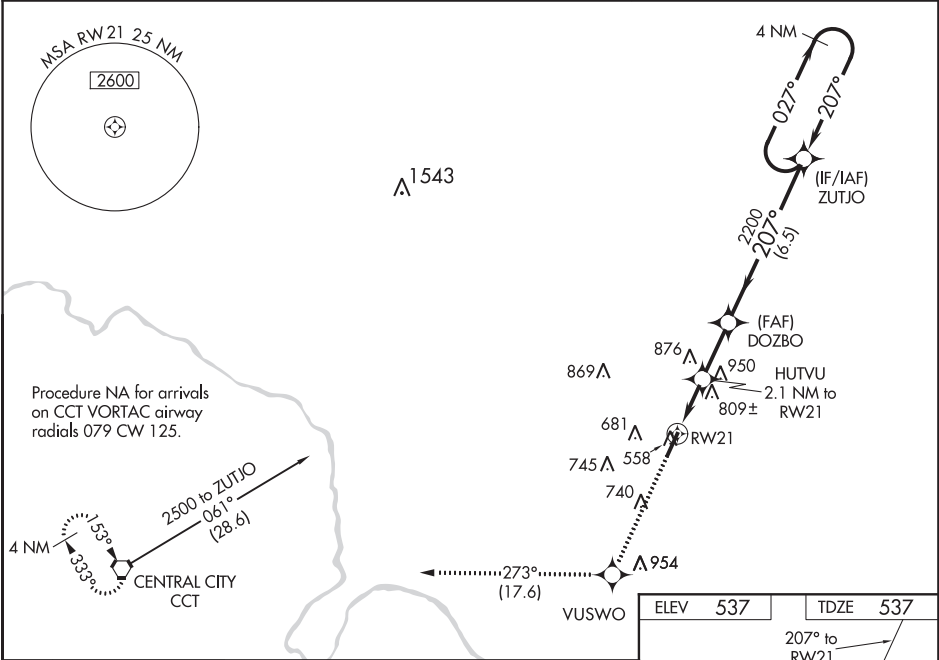 MSA RW 21 25 NM
2600
1543
4 NM
027°
207°
(IF/IAF)
ZUTJO
2200
207°
(6.5)
(FAF)
DOZBO
876
950
HUTVU
2.1 NM to
RW21
869
809±
681
558
RW21
745
740
954
Procedure NA for arrivals
on CCT VORTAC airway
radials 079 CW 125.
2500 to ZUTJO
061°
(28.6)
4 NM
153°
333°
CENTRAL CITY
CCT
273°
(17.6)
VUSWO
ELEV 537
TDZE 537
207° to
RW21